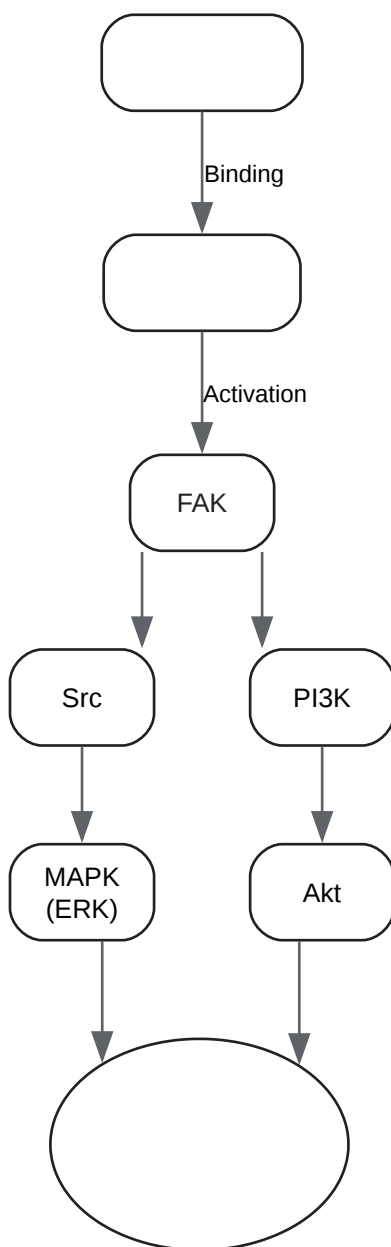 Binding
Activation
FAK
Src
PI3K
MAPK
(ERK)
Akt